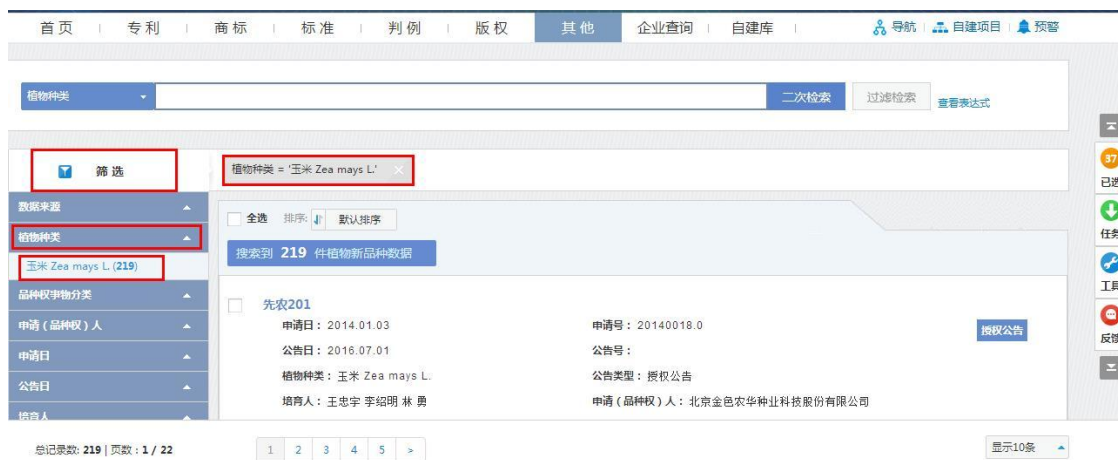 首页 专利 商标 标准 判例 版权 其他 企业查询 自建库 导航 自建项目 预警
植物种类 二次检索 过滤检索 查看表达式
筛选 植物种类 = '玉米 Zea mays L.' ×
37
已选
数据来源
全选 排序: 默认排序
任务
植物种类
搜索到 219 件植物新品种数据
玉米 Zea mays L. (219)
工具
品种权事物分类
先农201
申请(品种权)人
申请日: 2014.01.03 申请号: 20140018.0 授权公告
反馈
申请日
公告日: 2016.07.01 公告号:
植物种类: 玉米 Zea mays L. 公告类型: 授权公告
公告日
培育人: 王忠宇 李绍明 林 勇 申请(品种权)人: 北京金色农华种业科技股份有限公司
培育人
总记录数: 219 | 页数: 1 / 22 1 2 3 4 5 > 显示10条